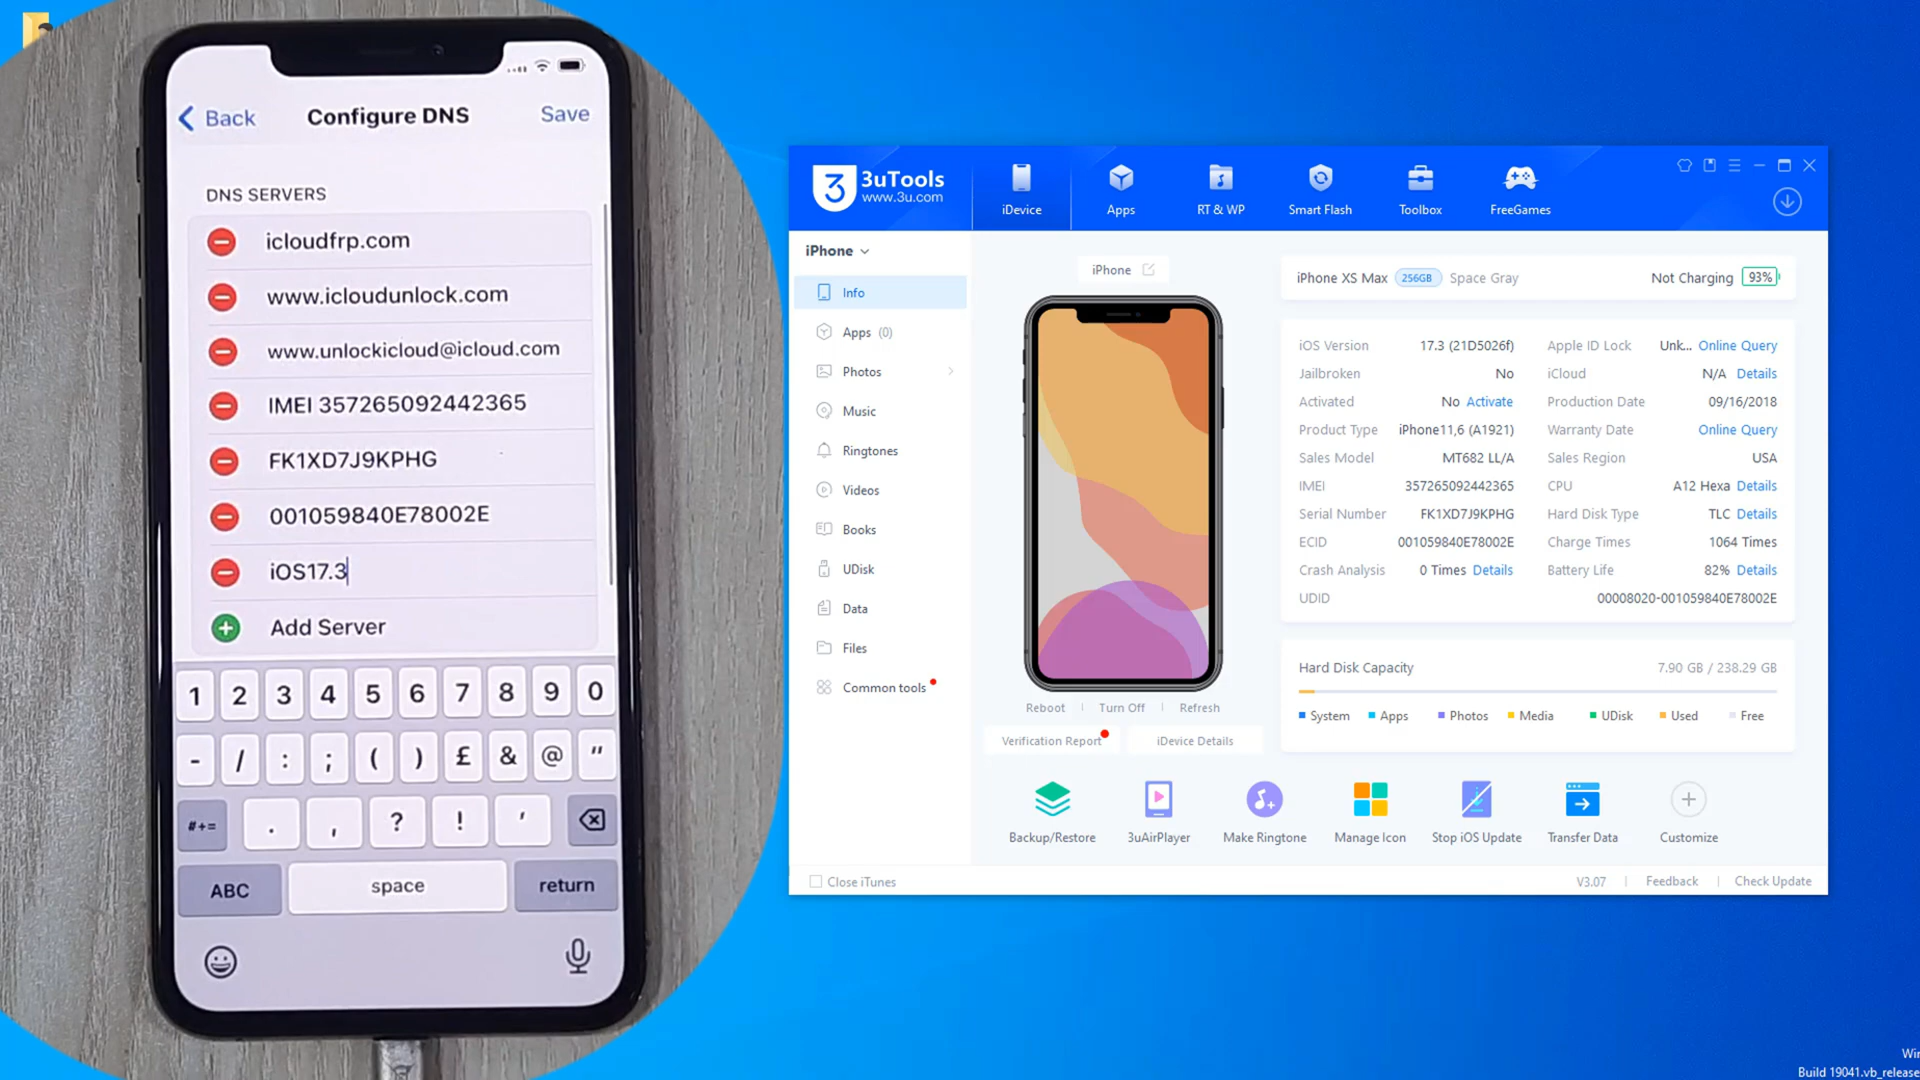 Back
Configure DNS
Save
DNS SERVERS
icloudfrp.com
www.icloudunlock.com
www.unlockicloud@icloud.com
IMEI 357265092442365
FK1XD7J9KPHG
001059840E78002E
iOS17.3
Add Server
1 2 3 4 5 6 7 8 9 0
- / : ; ( ) £ & @ "
#+= . , ? ! '
ABC space return
3 3uTools
www.3u.com
iDevice
Apps
RT & WP
Smart Flash
Toolbox
FreeGames
iPhone
Info
Apps (0)
Photos
Music
Ringtones
Videos
Books
UDisk
Data
Files
Common tools
iPhone
Reboot
Turn Off
Refresh
Verification Report
iDevice Details
iPhone XS Max 256GB Space Gray Not Charging 93%
iOS Version 17.3 (21D5026f) Apple ID Lock Unk... Online Query
Jailbroken No iCloud N/A Details
Activated No Activate Production Date 09/16/2018
Product Type iPhone11,6 (A1921) Warranty Date Online Query
Sales Model MT682 LL/A Sales Region USA
IMEI 357265092442365 CPU A12 Hexa Details
Serial Number FK1XD7J9KPHG Hard Disk Type TLC Details
ECID 001059840E78002E Charge Times 1064 Times
Crash Analysis 0 Times Details Battery Life 82% Details
UDID 00008020-001059840E78002E
Hard Disk Capacity 7.90 GB / 238.29 GB
System Apps Photos Media UDisk Used Free
Backup/Restore
3uAirPlayer
Make Ringtone
Manage Icon
Stop iOS Update
Transfer Data
Customize
Close iTunes
V3.07
Feedback
Check Update
Build 19041.vb_release